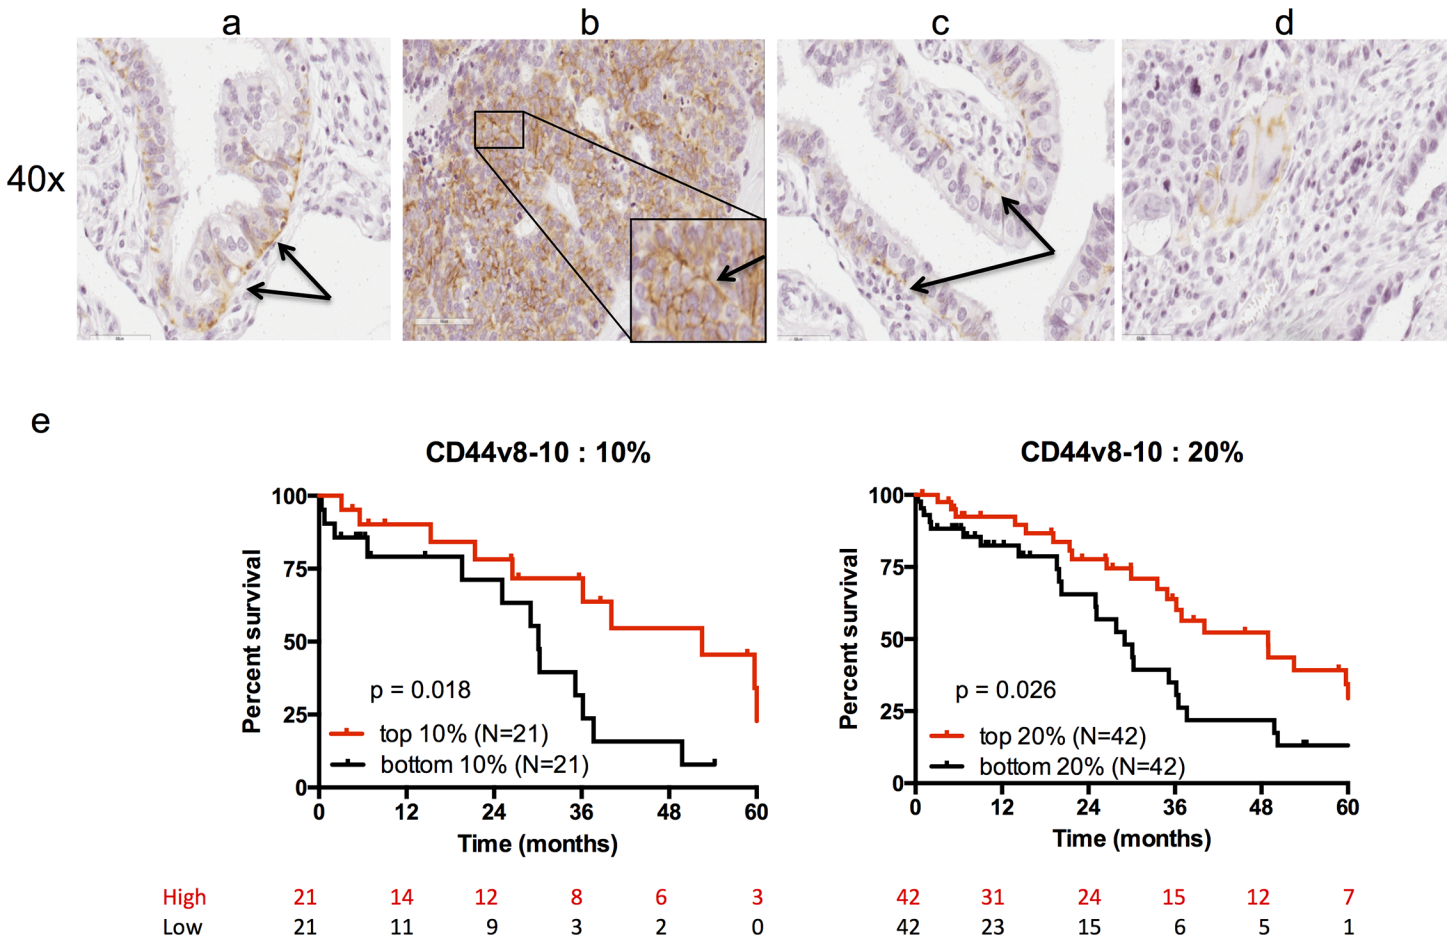 a b c d
40x
e
CD44v8-10 : 10%
CD44v8-10 : 20%
Percent survival
100
75
50
25
0
p = 0.018
top 10% (N=21)
bottom 10% (N=21)
0 12 24 36 48 60
Time (months)
Percent survival
100
75
50
25
0
p = 0.026
top 20% (N=42)
bottom 20% (N=42)
0 12 24 36 48 60
Time (months)
High 21 14 12 8 6 3 42 31 24 15 12 7
Low 21 11 9 3 2 0 42 23 15 6 5 1